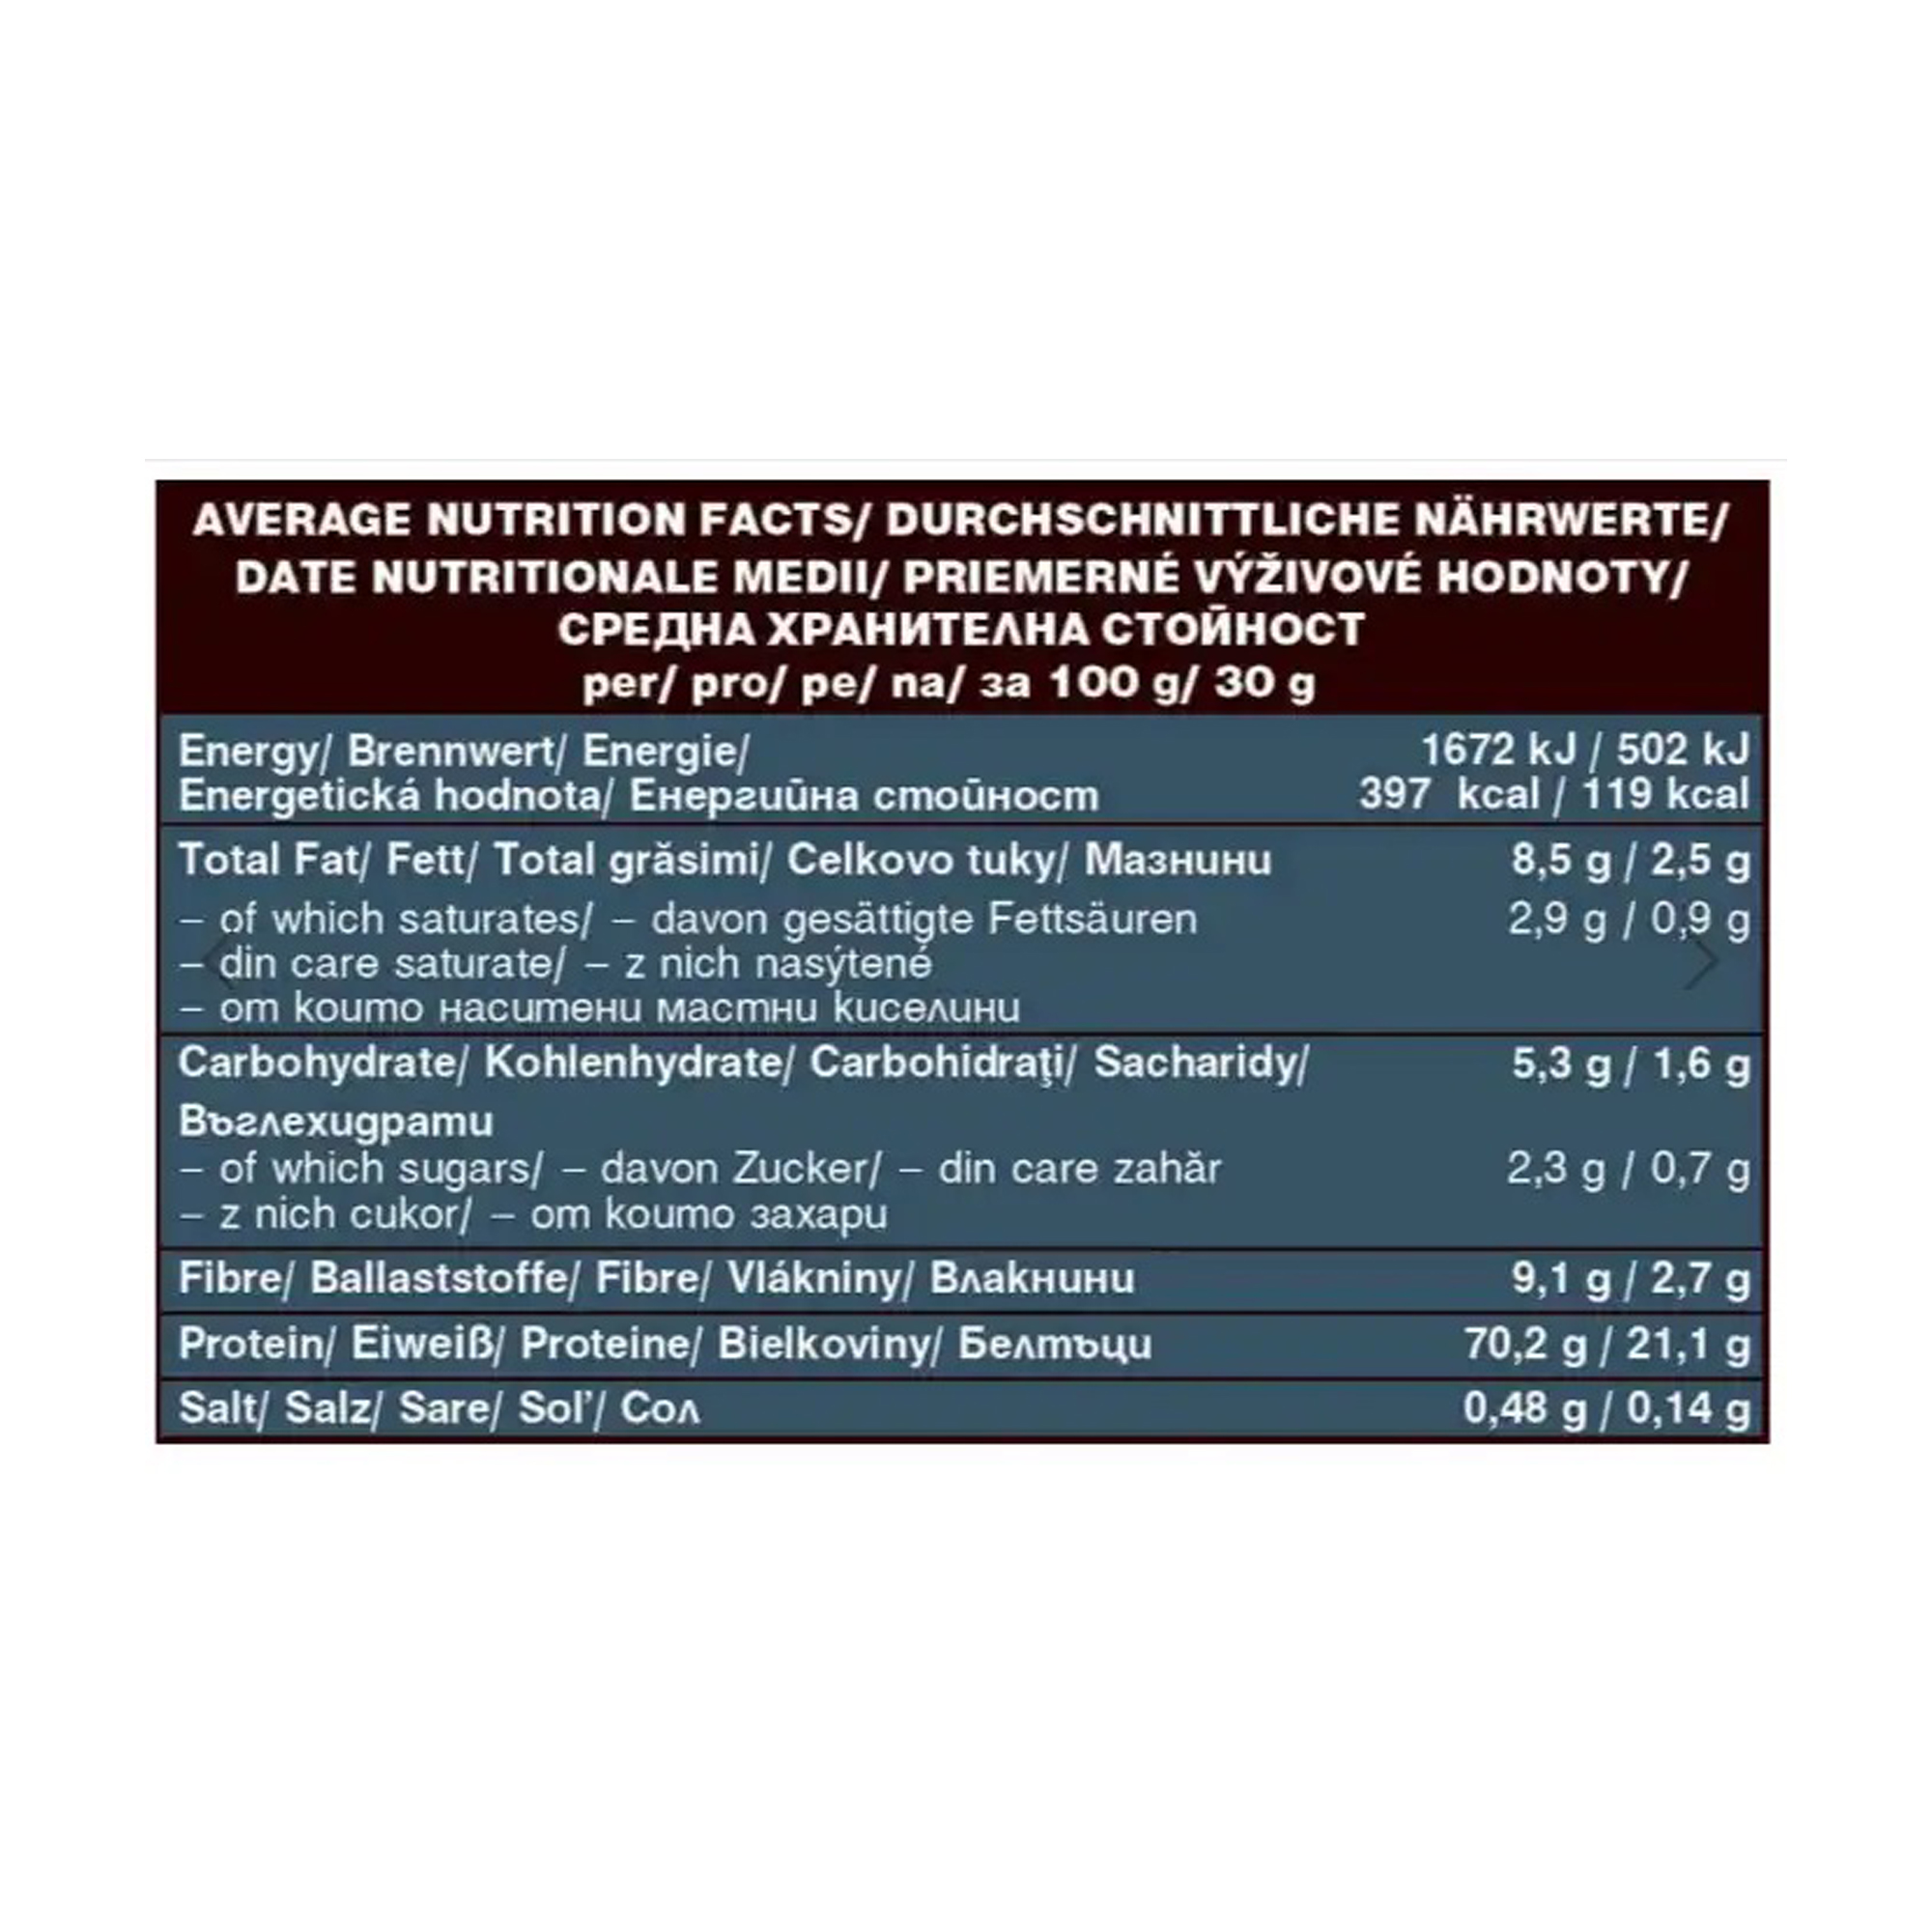 AVERAGE NUTRITION FACTS/ DURCHSCHNITTLICHE NÄHRWERTE/
DATE NUTRITIONALE MEDII/ PRIEMERNÉ VÝŽIVOVÉ HODNOTY/
СРЕДНА ХРАНИТЕЛНА СТОЙНОСТ
per/ pro/ pe/ na/ за 100 g/ 30 g
Energy/ Brennwert/ Energie/ 1672 kJ / 502 kJ
Energetická hodnota/ Енергийна стойност 397 kcal / 119 kcal
Total Fat/ Fett/ Total grăsimi/ Celkovo tuky/ Мазнини 8,5 g / 2,5 g
– of which saturates/ – davon gesättigte Fettsäuren 2,9 g / 0,9 g
– din care saturate/ – z nich nasýtené
– от които наситени мастни киселини
Carbohydrate/ Kohlenhydrate/ Carbohidraţi/ Sacharidy/ 5,3 g / 1,6 g
Въглехидрати
– of which sugars/ – davon Zucker/ – din care zahăr 2,3 g / 0,7 g
– z nich cukor/ – от които захари
Fibre/ Ballaststoffe/ Fibre/ Vlákniny/ Влакнини 9,1 g / 2,7 g
Protein/ Eiweiß/ Proteine/ Bielkoviny/ Белтъци 70,2 g / 21,1 g
Salt/ Salz/ Sare/ Sol’/ Сол 0,48 g / 0,14 g